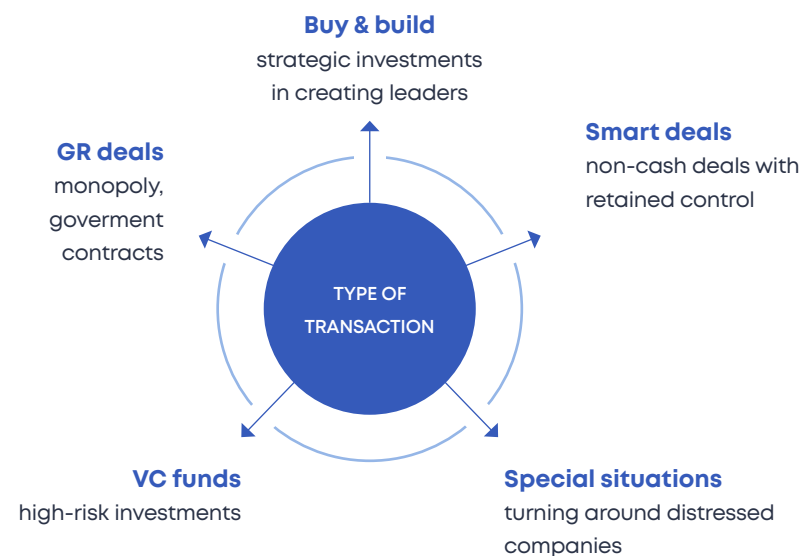 Buy & build
strategic investments
in creating leaders
Smart deals
non-cash deals with
retained control
GR deals
monopoly,
goverment
contracts
TYPE OF
TRANSACTION
VC funds
high-risk investments
Special situations
turning around distressed
companies